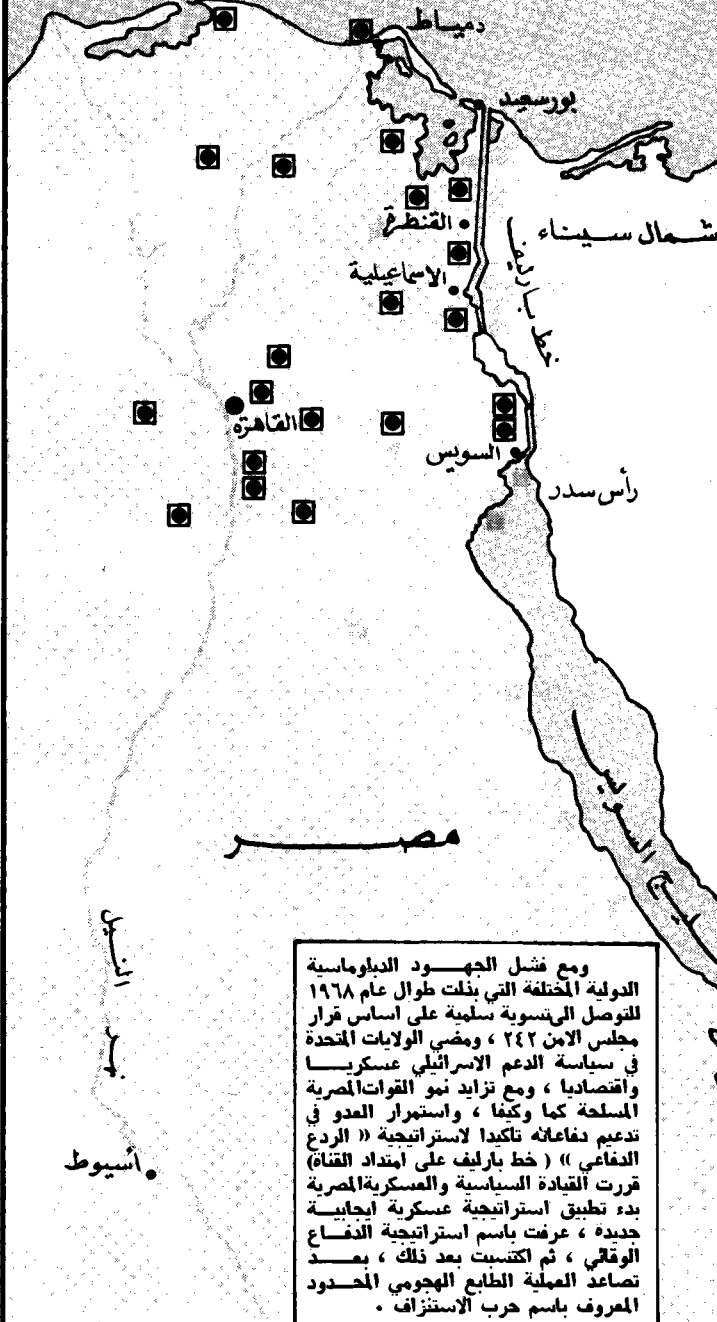 دمياط
بورسعيد
القنطرة
شمال سيناء
الاسماعيلية
خط بارليف
القاهرة
السويس
رأس سدر
خليج السويس
مصر
نهر النيل
أسيوط
ومع فشل الجهود الدبلوماسية
الدولية المختلفة التي بذلت طوال عام ١٩٦٨
للتوصل الى تسوية سلمية على اساس قرار
مجلس الامن ٢٤٢ ، ومضي الولايات المتحدة
في سياسة الدعم الاسرائيلي عسكريا
واقتصاديا ، ومع تزايد نمو القوات المصرية
المسلحة كما وكيفا ، واستمرار العدو في
تدعيم دفاعاته تاكيدا لاستراتيجية « الردع
الدفاعي » ( خط بارليف على امتداد القناة)
قررت القيادة السياسية والعسكرية المصرية
بدء تطبيق استراتيجية عسكرية ايجابية
جديدة ، عرفت باسم استراتيجية الدفاع
الوقائي ، ثم اكتسبت بعد ذلك ، بعد
تصاعد العملية الطابع الهجومي المحدود
المعروف باسم حرب الاستنزاف .